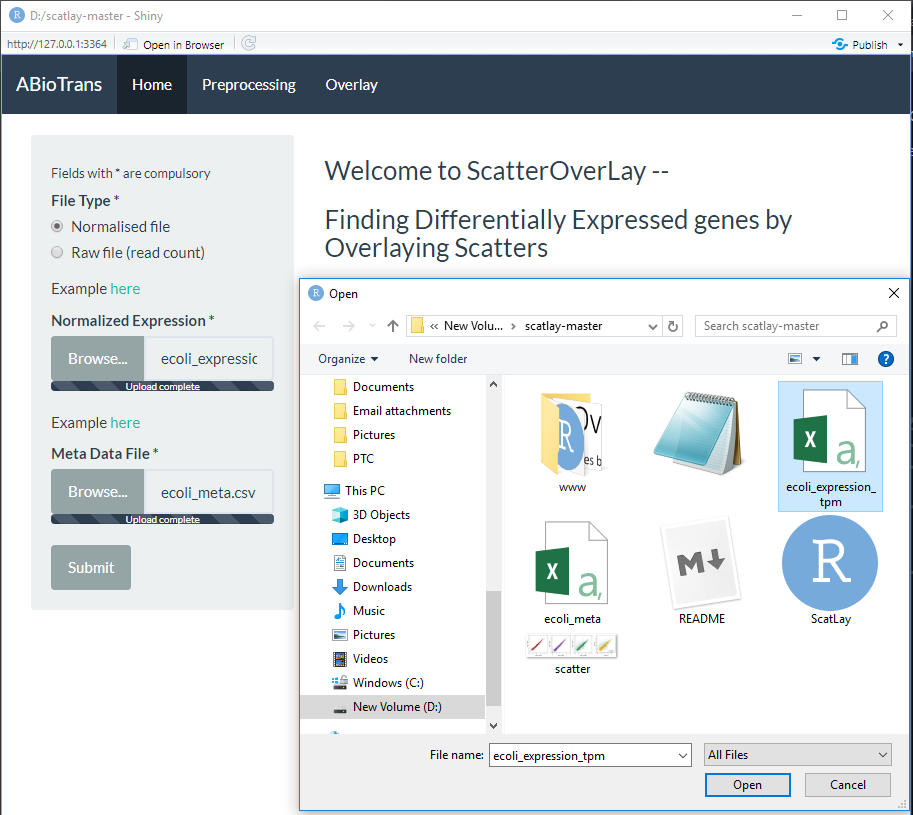 D:/scatlay-master - Shiny
http://127.0.0.1:3364
Open in Browser
Publish
ABioTrans
Home
Preprocessing
Overlay
Fields with * are compulsory
File Type *
Normalised file
Raw file (read count)
Example here
Normalized Expression *
Browse...
ecoli_expressic
Upload complete
Example here
Meta Data File *
Browse...
ecoli_meta.csv
Upload complete
Submit
Welcome to ScatterOverLay --
Finding Differentially Expressed genes by
Overlaying Scatters
Open
« New Volu... › scatlay-master
Search scatlay-master
Organize
New folder
Documents
Email attachments
Pictures
PTC
This PC
3D Objects
Desktop
Documents
Downloads
Music
Pictures
Videos
Windows (C:)
New Volume (D:)
www
ecoli_expression_
tpm
ecoli_meta
README
ScatLay
scatter
File name:
ecoli_expression_tpm
All Files
Open
Cancel